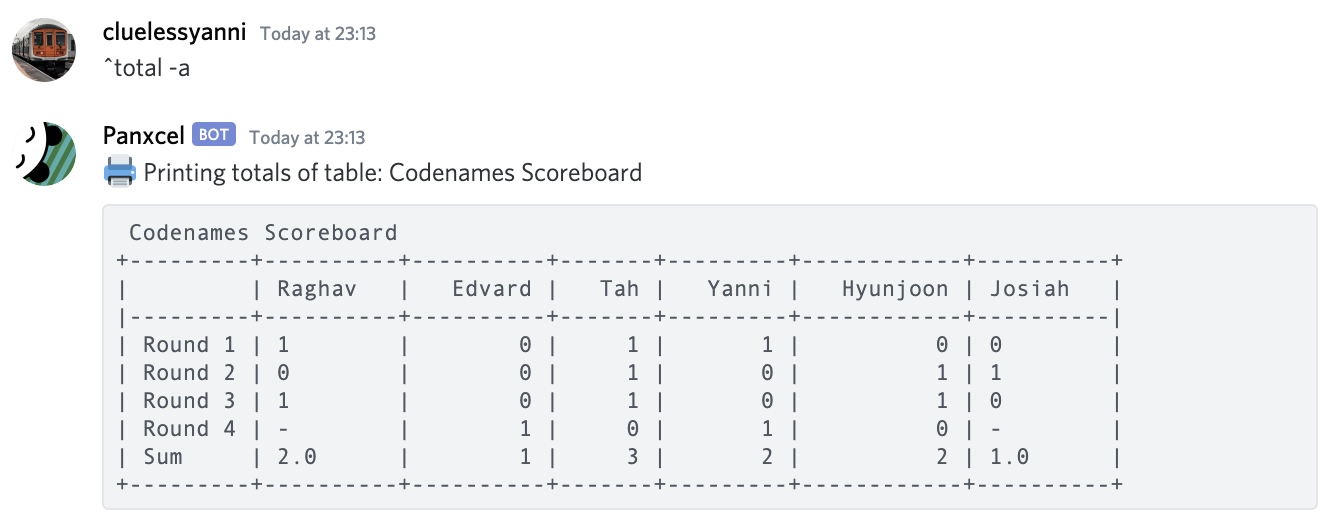 cluelessyanni Today at 23:13
^total -a
Panxcel BOT Today at 23:13
Printing totals of table: Codenames Scoreboard
 Codenames Scoreboard
+---------+----------+----------+-------+---------+------------+----------+
|         | Raghav   |   Edvard |   Tah |   Yanni |   Hyunjoon | Josiah   |
|---------+----------+----------+-------+---------+------------+----------|
| Round 1 | 1        |        0 |     1 |       1 |          0 | 0        |
| Round 2 | 0        |        0 |     1 |       0 |          1 | 1        |
| Round 3 | 1        |        0 |     1 |       0 |          1 | 0        |
| Round 4 | -        |        1 |     0 |       1 |          0 | -        |
| Sum     | 2.0      |        1 |     3 |       2 |          2 | 1.0      |
+---------+----------+----------+-------+---------+------------+----------+